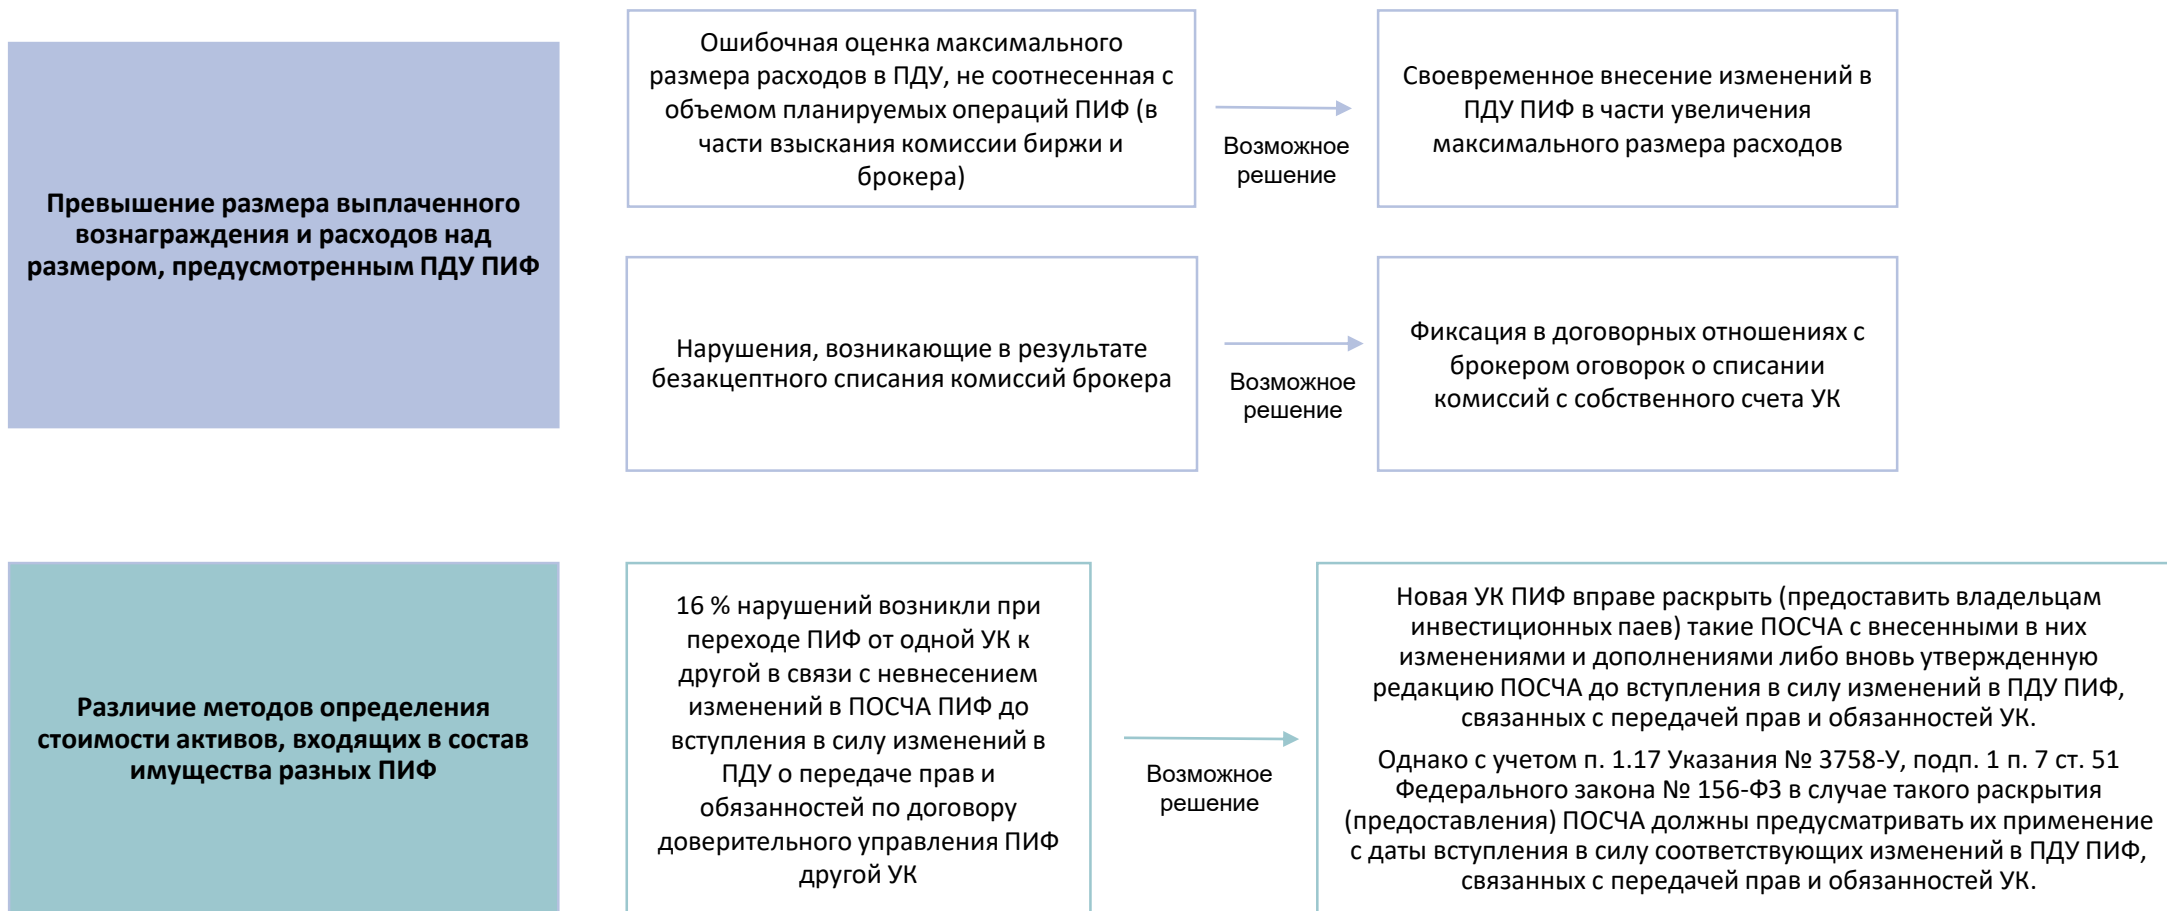 Превышение размера выплаченного
вознаграждения и расходов над
размером, предусмотренным ПДУ ПИФ
Ошибочная оценка максимального
размера расходов в ПДУ, не соотнесенная с
объемом планируемых операций ПИФ (в
части взыскания комиссии биржи и
брокера)
Возможное
решение
Своевременное внесение изменений в
ПДУ ПИФ в части увеличения
максимального размера расходов
Нарушения, возникающие в результате
безакцептного списания комиссий брокера
Возможное
решение
Фиксация в договорных отношениях с
брокером оговорок о списании
комиссий с собственного счета УК
Различие методов определения
стоимости активов, входящих в состав
имущества разных ПИФ
16 % нарушений возникли при
переходе ПИФ от одной УК к
другой в связи с невнесением
изменений в ПОСЧА ПИФ до
вступления в силу изменений в
ПДУ о передаче прав и
обязанностей по договору
доверительного управления ПИФ
другой УК
Возможное
решение
Новая УК ПИФ вправе раскрыть (предоставить владельцам
инвестиционных паев) такие ПОСЧА с внесенными в них
изменениями и дополнениями либо вновь утвержденную
редакцию ПОСЧА до вступления в силу изменений в ПДУ ПИФ,
связанных с передачей прав и обязанностей УК.
Однако с учетом п. 1.17 Указания № 3758-У, подп. 1 п. 7 ст. 51
Федерального закона № 156-ФЗ в случае такого раскрытия
(предоставления) ПОСЧА должны предусматривать их применение
с даты вступления в силу соответствующих изменений в ПДУ ПИФ,
связанных с передачей прав и обязанностей УК.